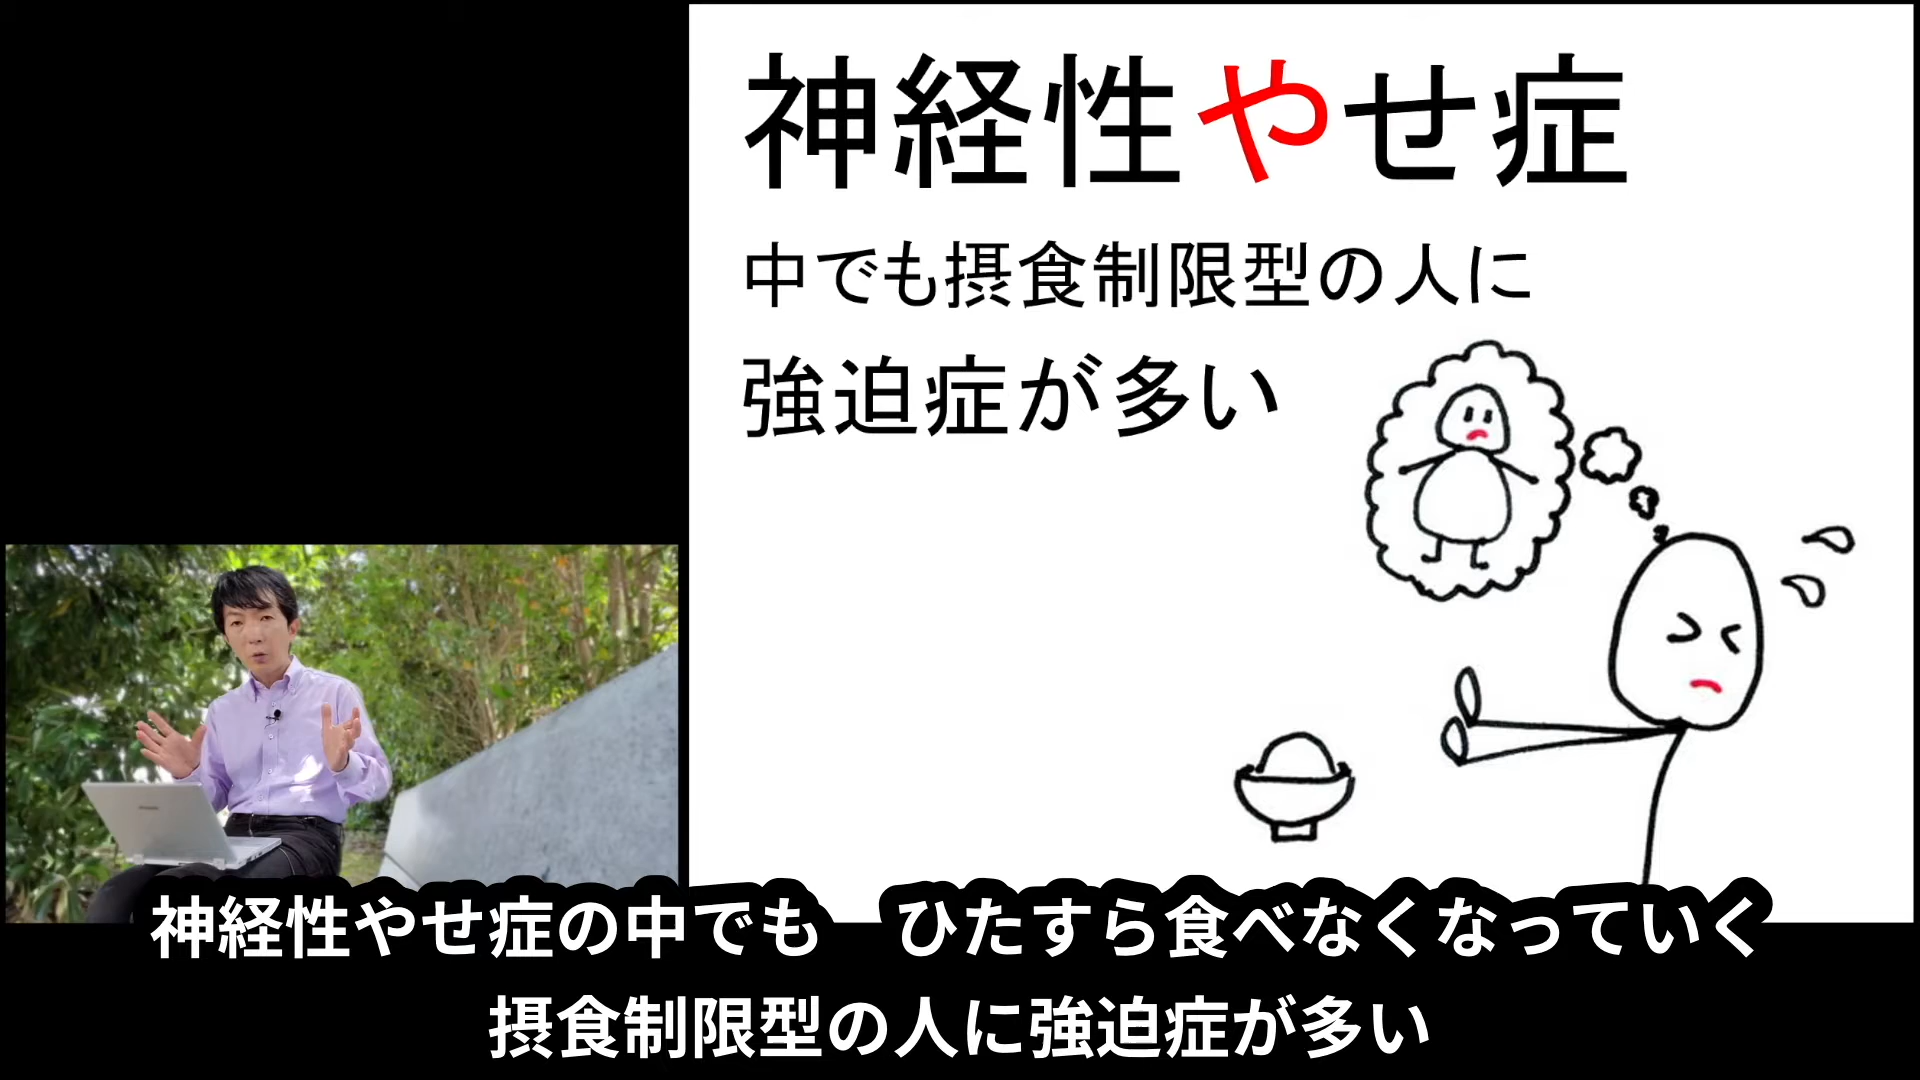 神経性やせ症
中でも摂食制限型の人に
強迫症が多い
神経性やせ症の中でも　ひたすら食べなくなっていく
摂食制限型の人に強迫症が多い